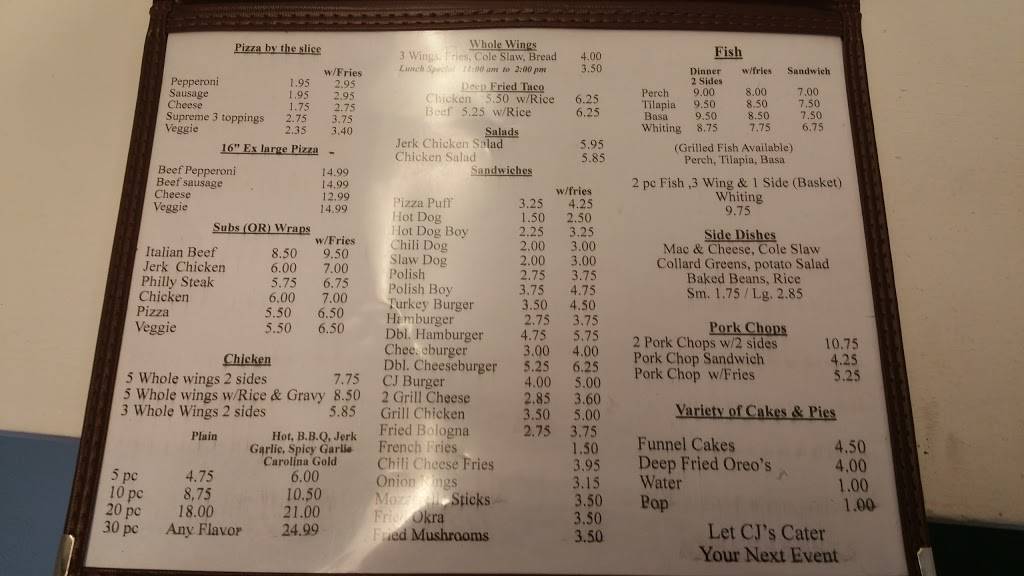 Pizza by the slice
w/Fries
Pepperoni 1.95 2.95
Sausage 1.95 2.95
Cheese 1.75 2.75
Supreme 3 toppings 2.75 3.75
Veggie 2.35 3.40
16" Ex large Pizza
Beef Pepperoni 14.99
Beef sausage 14.99
Cheese 12.99
Veggie 14.99
Subs (OR) Wraps
w/Fries
Italian Beef 8.50 9.50
Jerk Chicken 6.00 7.00
Philly Steak 5.75 6.75
Chicken 6.00 7.00
Pizza 5.50 6.50
Veggie 5.50 6.50
Chicken
5 Whole wings 2 sides 7.75
5 Whole wings w/Rice & Gravy 8.50
3 Whole Wings 2 sides 5.85
Plain Hot, B.B.Q, Jerk
Garlic, Spicy Garlic
Carolina Gold
5 pc 4.75 6.00
10 pc 8,75 10.50
20 pc 18.00 21.00
30 pc Any Flavor 24.99
Whole Wings
3 Wings, Fries, Cole Slaw, Bread 4.00
Lunch Special 11:00 am to 2:00 pm 3.50
Deep Fried Taco
Chicken 5.50 w/Rice 6.25
Beef 5.25 w/Rice 6.25
Salads
Jerk Chicken Salad 5.95
Chicken Salad 5.85
Sandwiches
w/fries
Pizza Puff 3.25 4.25
Hot Dog 1.50 2.50
Hot Dog Boy 2.25 3.25
Chili Dog 2.00 3.00
Slaw Dog 2.00 3.00
Polish 2.75 3.75
Polish Boy 3.75 4.75
Turkey Burger 3.50 4.50
Hamburger 2.75 3.75
Dbl. Hamburger 4.75 5.75
Cheeseburger 3.00 4.00
Dbl. Cheeseburger 5.25 6.25
CJ Burger 4.00 5.00
2 Grill Cheese 2.85 3.60
Grill Chicken 3.50 5.00
Fried Bologna 2.75 3.75
French Fries 1.50
Chili Cheese Fries 3.95
Onion Rings 3.15
Sticks 3.50
Okra 3.50
Fried Mushrooms 3.50
Fish
Dinner w/fries Sandwich
2 Sides
Perch 9.00 8.00 7.00
Tilapia 9.50 8.50 7.50
Basa 9.50 8.50 7.50
Whiting 8.75 7.75 6.75
(Grilled Fish Available)
Perch, Tilapia, Basa
2 pc Fish ,3 Wing & 1 Side (Basket)
Whiting
9.75
Side Dishes
Mac & Cheese, Cole Slaw
Collard Greens, potato Salad
Baked Beans, Rice
Sm. 1.75 / Lg. 2.85
Pork Chops
2 Pork Chops w/2 sides 10.75
Pork Chop Sandwich 4.25
Pork Chop w/Fries 5.25
Variety of Cakes & Pies
Funnel Cakes 4.50
Deep Fried Oreo's 4.00
Water 1.00
Pop 1.00
Let CJ's Cater
Your Next Event